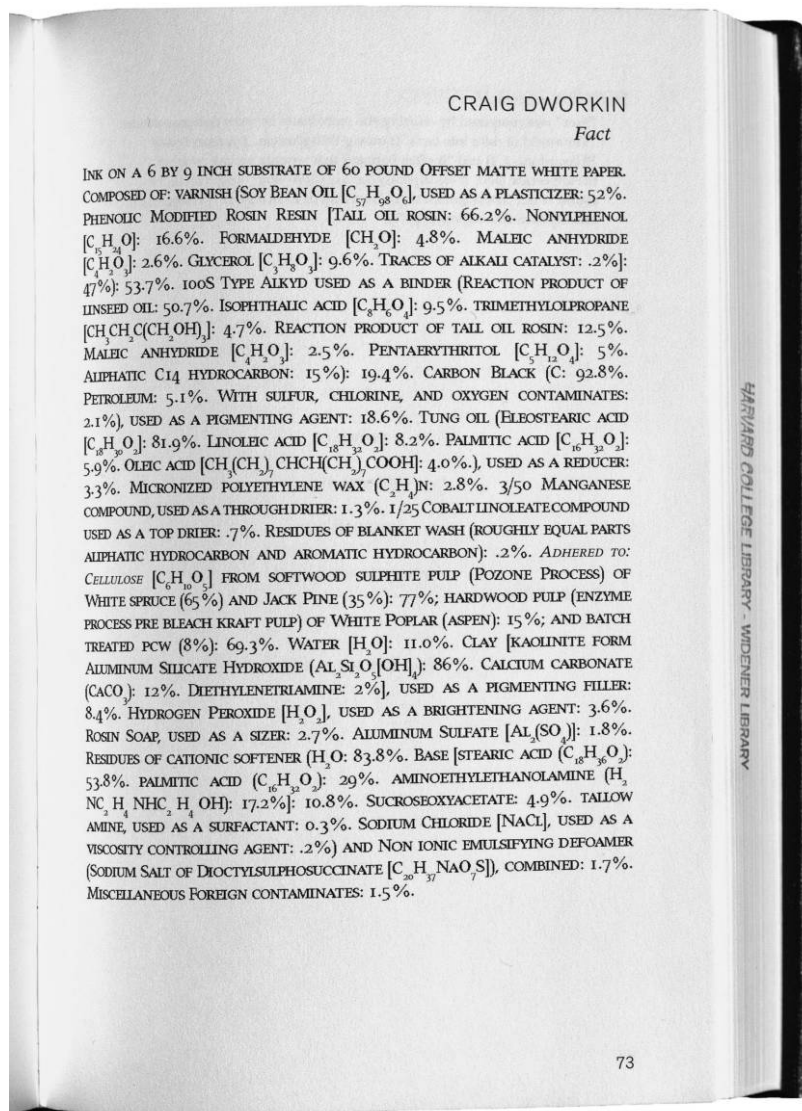 CRAIG DWORKIN
Fact
INK ON A 6 BY 9 INCH SUBSTRATE OF 60 POUND OFFSET MATTE WHITE PAPER.
COMPOSED OF: VARNISH (SOY BEAN OIL [C₅₇H₉₈O₆], USED AS A PLASTICIZER: 52%.
PHENOLIC MODIFIED ROSIN RESIN [TALL OIL ROSIN: 66.2%. NONYLPHENOL
[C₁₅H₂₄O]: 16.6%. FORMALDEHYDE [CH₂O]: 4.8%. MALEIC ANHYDRIDE
[C₄H₂O₃]: 2.6%. GLYCEROL [C₃H₈O₃]: 9.6%. TRACES OF ALKALI CATALYST: .2%]:
47%): 53.7%. 100S TYPE ALKYD USED AS A BINDER (REACTION PRODUCT OF
LINSEED OIL: 50.7%. ISOPHTHALIC ACID [C₈H₆O₄]: 9.5%. TRIMETHYLOLPROPANE
[CH₃CH₂C(CH₂OH)₃]: 4.7%. REACTION PRODUCT OF TALL OIL ROSIN: 12.5%.
MALEIC ANHYDRIDE [C₄H₂O₃]: 2.5%. PENTAERYTHRITOL [C₅H₁₂O₄]: 5%.
ALIPHATIC C14 HYDROCARBON: 15%): 19.4%. CARBON BLACK (C: 92.8%.
PETROLEUM: 5.1%. WITH SULFUR, CHLORINE, AND OXYGEN CONTAMINATES:
2.1%), USED AS A PIGMENTING AGENT: 18.6%. TUNG OIL (ELEOSTEARIC ACID
[C₁₈H₃₀O₂]: 81.9%. LINOLEIC ACID [C₁₈H₃₂O₂]: 8.2%. PALMITIC ACID [C₁₆H₃₂O₂]:
5.9%. OLEIC ACID [CH₃(CH₂)₇CHCH(CH₂)₇COOH]: 4.0%.), USED AS A REDUCER:
3.3%. MICRONIZED POLYETHYLENE WAX (C₂H₄)N: 2.8%. 3/50 MANGANESE
COMPOUND, USED AS A THROUGH DRIER: 1.3%. 1/25 COBALT LINOLEATE COMPOUND
USED AS A TOP DRIER: .7%. RESIDUES OF BLANKET WASH (ROUGHLY EQUAL PARTS
ALIPHATIC HYDROCARBON AND AROMATIC HYDROCARBON): .2%. ADHERED TO:
CELLULOSE [C₆H₁₀O₅] FROM SOFTWOOD SULPHITE PULP (POZONE PROCESS) OF
WHITE SPRUCE (65%) AND JACK PINE (35%): 77%; HARDWOOD PULP (ENZYME
PROCESS PRE BLEACH KRAFT PULP) OF WHITE POPLAR (ASPEN): 15%; AND BATCH
TREATED PCW (8%): 69.3%. WATER [H₂O]: 11.0%. CLAY [KAOLINITE FORM
ALUMINUM SILICATE HYDROXIDE (AL₂SI₂O₅[OH]₄): 86%. CALCIUM CARBONATE
(CACO₃): 12%. DIETHYLENETRIAMINE: 2%], USED AS A PIGMENTING FILLER:
8.4%. HYDROGEN PEROXIDE [H₂O₂], USED AS A BRIGHTENING AGENT: 3.6%.
ROSIN SOAP, USED AS A SIZER: 2.7%. ALUMINUM SULFATE [AL₂(SO₄)]: 1.8%.
RESIDUES OF CATIONIC SOFTENER (H₂O: 83.8%. BASE [STEARIC ACID (C₁₈H₃₆O₂):
53.8%. PALMITIC ACID (C₁₆H₃₂O₂): 29%. AMINOETHYLETHANOLAMINE (H₂
NC₂H₄NHC₂H₄OH): 17.2%]: 10.8%. SUCROSEOXYACETATE: 4.9%. TALLOW
AMINE, USED AS A SURFACTANT: 0.3%. SODIUM CHLORIDE [NACL], USED AS A
VISCOSITY CONTROLLING AGENT: .2%) AND NON IONIC EMULSIFYING DEFOAMER
(SODIUM SALT OF DIOCTYLSULPHOSUCCINATE [C₂₀H₃₇NAO₇S]), COMBINED: 1.7%.
MISCELLANEOUS FOREIGN CONTAMINATES: 1.5%.
73
HARVARD COLLEGE LIBRARY - WIDENER LIBRARY